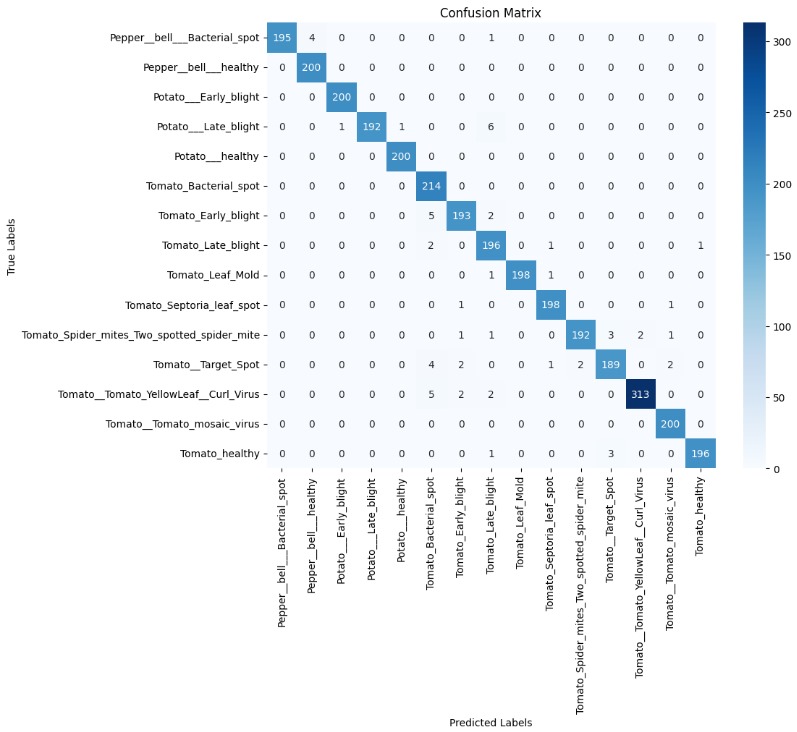 Confusion Matrix
Pepper__bell___Bacterial_spot 195 4 0 0 0 0 0 1 0 0 0 0 0 0 0
Pepper__bell___healthy 0 200 0 0 0 0 0 0 0 0 0 0 0 0 0
Potato___Early_blight 0 0 200 0 0 0 0 0 0 0 0 0 0 0 0
Potato___Late_blight 0 0 1 192 1 0 0 6 0 0 0 0 0 0 0
Potato___healthy 0 0 0 0 200 0 0 0 0 0 0 0 0 0 0
Tomato_Bacterial_spot 0 0 0 0 0 214 0 0 0 0 0 0 0 0 0
Tomato_Early_blight 0 0 0 0 0 5 193 2 0 0 0 0 0 0 0
Tomato_Late_blight 0 0 0 0 0 2 0 196 0 1 0 0 0 0 1
Tomato_Leaf_Mold 0 0 0 0 0 0 0 1 198 1 0 0 0 0 0
Tomato_Septoria_leaf_spot 0 0 0 0 0 0 1 0 0 198 0 0 0 1 0
Tomato_Spider_mites_Two_spotted_spider_mite 0 0 0 0 0 0 1 1 0 0 192 3 2 1 0
Tomato__Target_Spot 0 0 0 0 0 4 2 0 0 1 2 189 0 2 0
Tomato__Tomato_YellowLeaf__Curl_Virus 0 0 0 0 0 5 2 2 0 0 0 0 313 0 0
Tomato__Tomato_mosaic_virus 0 0 0 0 0 0 0 0 0 0 0 0 0 200 0
Tomato_healthy 0 0 0 0 0 0 0 1 0 0 0 3 0 0 196
True Labels
Pepper__bell___Bacterial_spot
Pepper__bell___healthy
Potato___Early_blight
Potato___Late_blight
Potato___healthy
Tomato_Bacterial_spot
Tomato_Early_blight
Tomato_Late_blight
Tomato_Leaf_Mold
Tomato_Septoria_leaf_spot
Tomato_Spider_mites_Two_spotted_spider_mite
Tomato__Target_Spot
Tomato__Tomato_YellowLeaf__Curl_Virus
Tomato__Tomato_mosaic_virus
Tomato_healthy
Predicted Labels
300
250
200
150
100
50
0